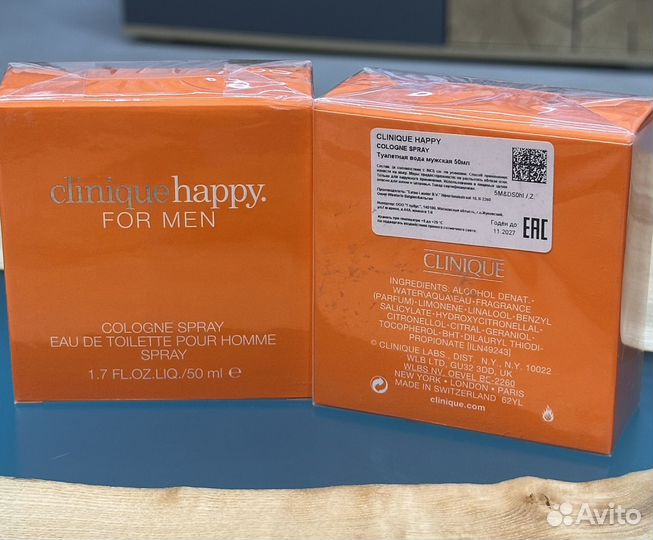 clinique happy.
FOR MEN
COLOGNE SPRAY
EAU DE TOILETTE POUR HOMME
SPRAY
1.7 FL.OZ.LIQ./50 ml e
CLINIQUE HAPPY
COLOGNE SPRAY
Туалетная вода мужская 50мл
5M&DS0hl / 2.
Годен до
11.2027
EAC
CLINIQUE
INGREDIENTS: ALCOHOL DENAT.·
WATER\AQUA\EAU·FRAGRANCE
(PARFUM)·LIMONENE·LINALOOL·BENZYL
SALICYLATE·HYDROXYCITRONELLAL·
CITRONELLOL·CITRAL·GERANIOL·
TOCOPHEROL·BHT·DILAURYL THIODI-
PROPIONATE [ILN49243]
© CLINIQUE LABS., DIST. N.Y., N.Y. 10022
WLB LTD, GU32 3DD, UK
WLBS NV, OEVEL BC-2260
NEW YORK • LONDON • PARIS
MADE IN SWITZERLAND 62YL
clinique.com
Avito